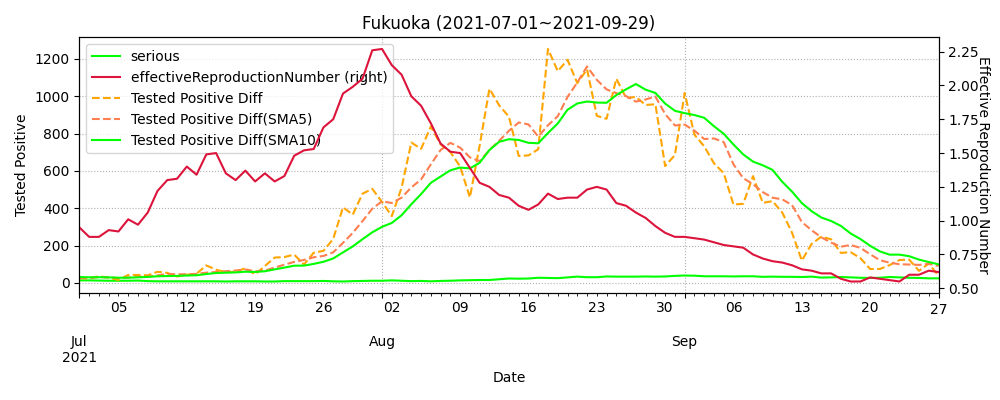 Fukuoka (2021-07-01~2021-09-29)
serious
effectiveReproductionNumber (right)
Tested Positive Diff
Tested Positive Diff(SMA5)
Tested Positive Diff(SMA10)
Tested Positive
1200
1000
800
600
400
200
0
Effective Reproduction Number
2.25
2.00
1.75
1.50
1.25
1.00
0.75
0.50
05 12 19 26 02 09 16 23 30 06 13 20 27
Jul Aug Sep
2021
Date